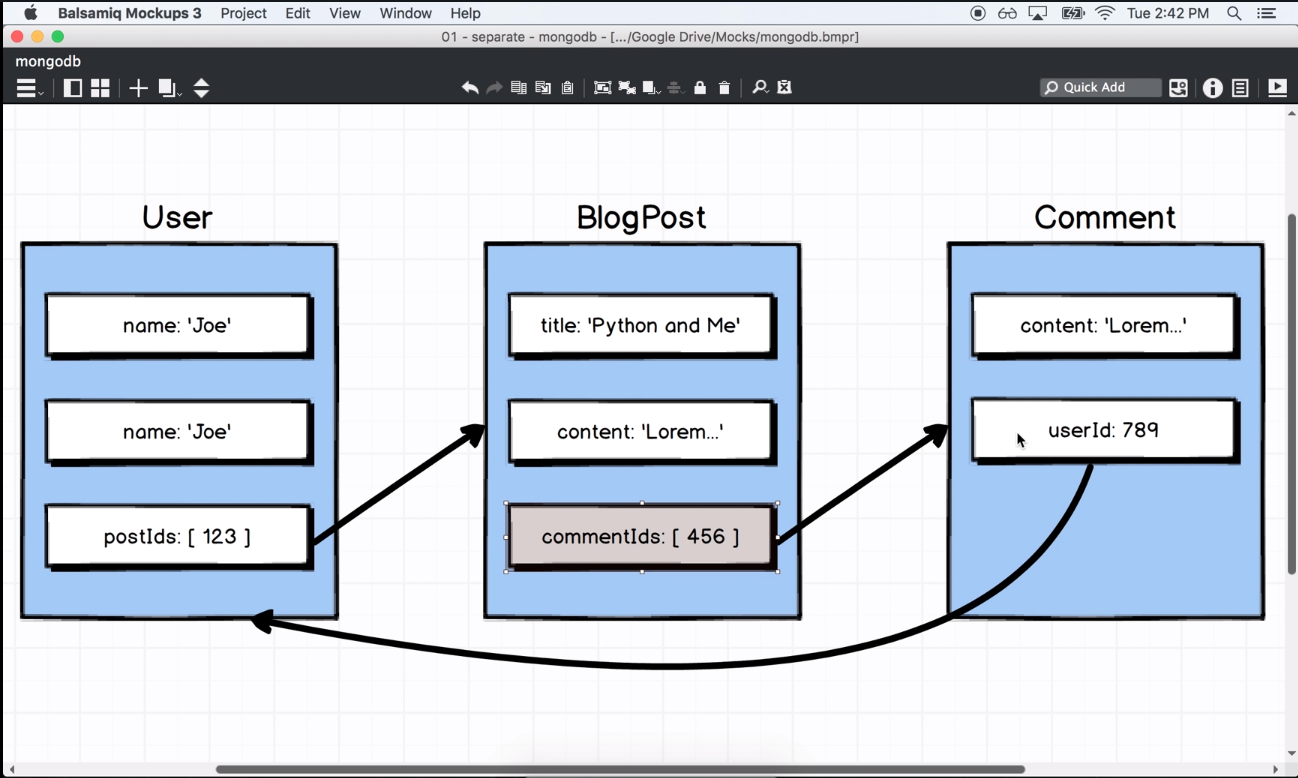 Balsamiq Mockups 3 Project Edit View Window Help Tue 2:42 PM
01 - separate - mongodb - [.../Google Drive/Mocks/mongodb.bmpr]
mongodb
Quick Add
User
name: 'Joe'
name: 'Joe'
postIds: [ 123 ]
BlogPost
title: 'Python and Me'
content: 'Lorem...'
commentIds: [ 456 ]
Comment
content: 'Lorem...'
userId: 789